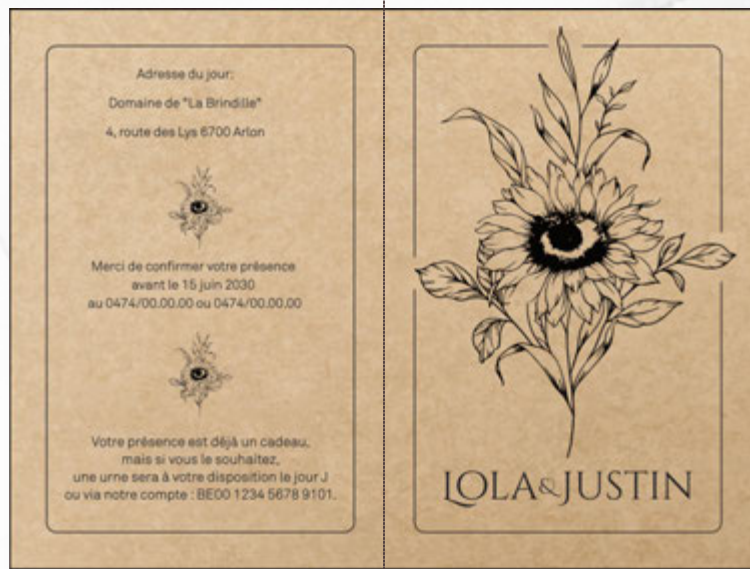 Adresse du jour:
Domaine de "La Brindille"
4, route des Lys 6700 Arlon
Merci de confirmer votre présence
avant le 15 juin 2030
au 0474/00.00.00 ou 0474/00.00.00
Votre présence est déjà un cadeau,
mais si vous le souhaitez,
une urne sera à votre disposition le jour J
ou via notre compte : BE00 1234 5678 9101.
LOLA&JUSTIN